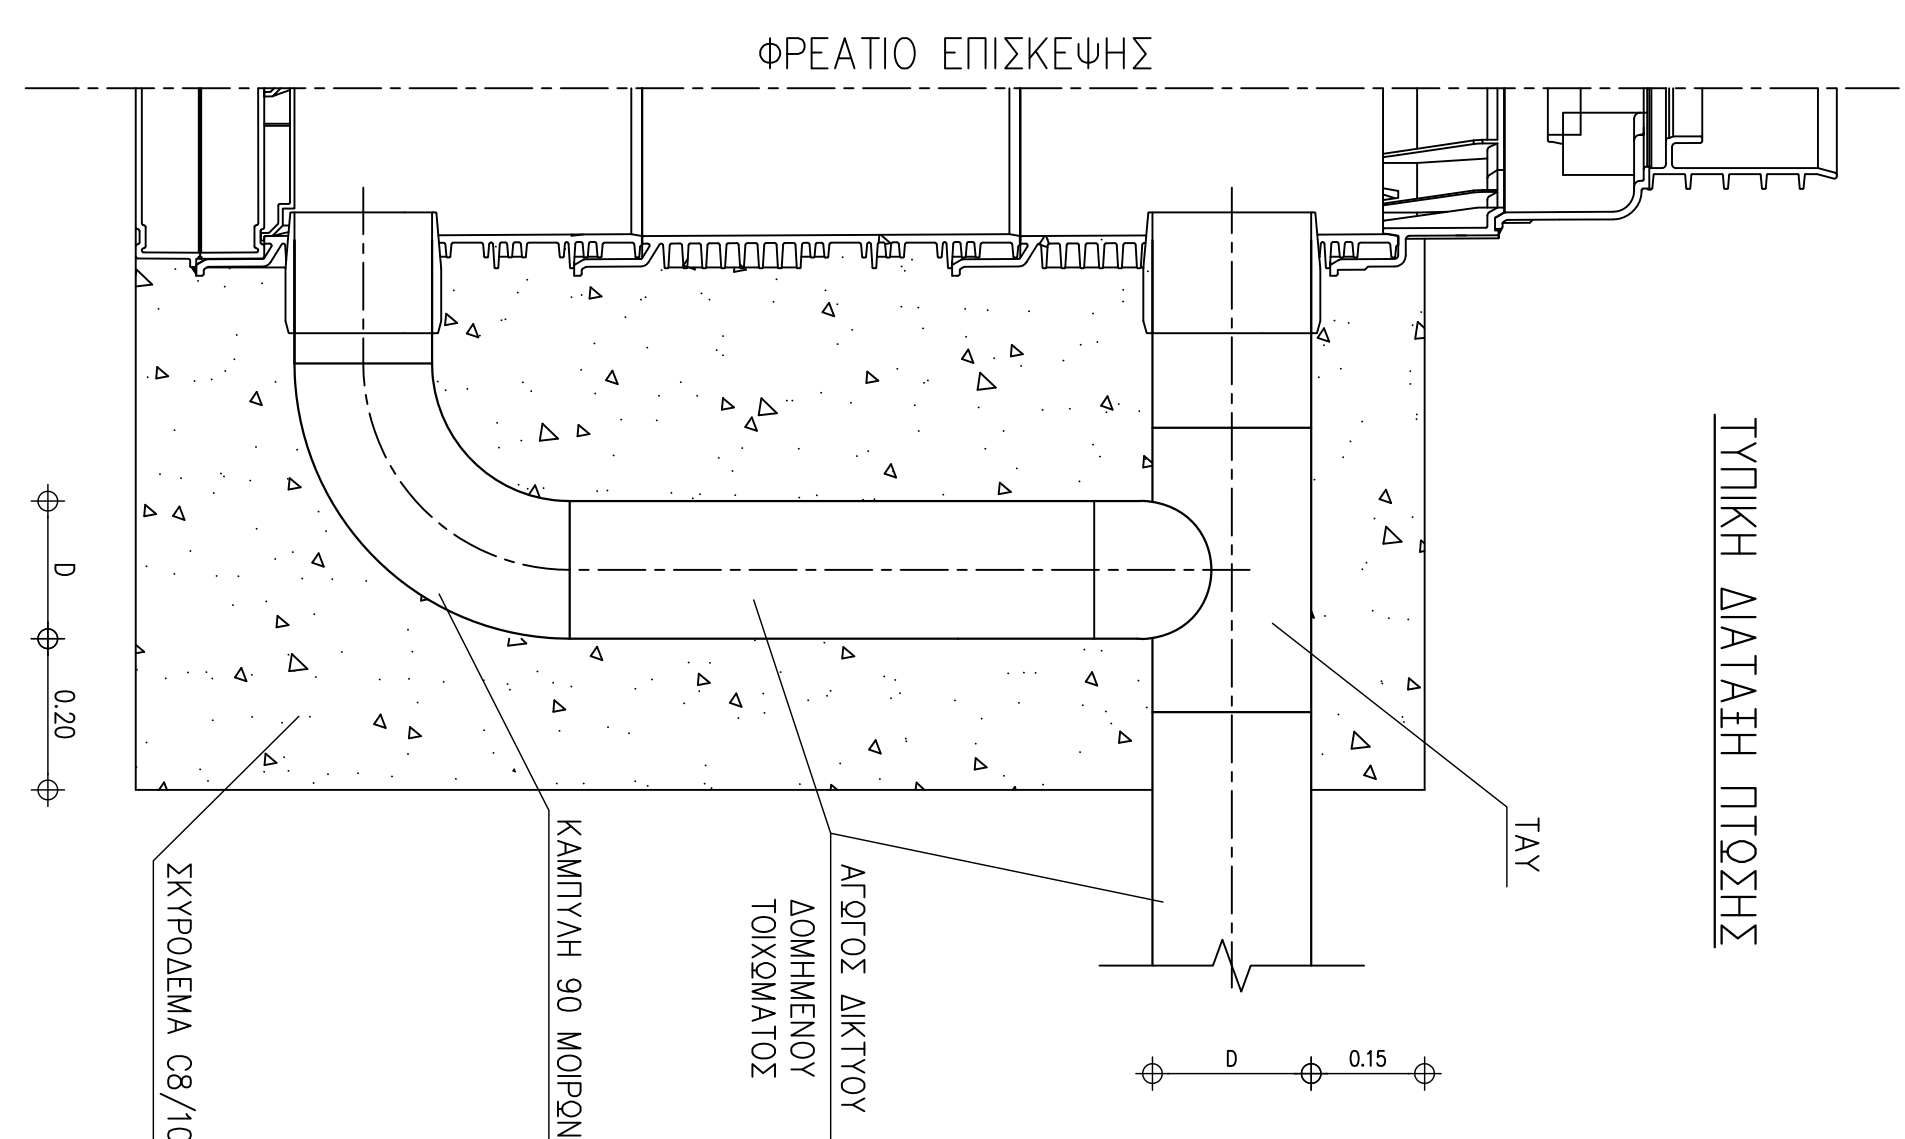 ΦΡΕΑΤΙΟ ΕΠΙΣΚΕΨΗΣ
ΤΥΠΙΚΗ ΔΙΑΤΑΞΗ ΠΤΩΣΗΣ
ΤΑΥ
ΑΓΩΓΟΣ ΔΙΚΤΥΟΥ
ΔΟΜΗΜΕΝΟΥ
ΤΟΙΧΩΜΑΤΟΣ
ΚΑΜΠΥΛΗ 90 ΜΟΙΡΩΝ
ΣΚΥΡΟΔΕΜΑ C8/10
D
0.20
D
0.15